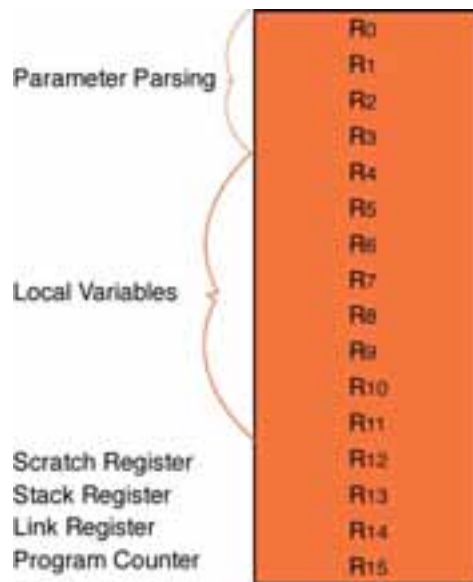 Parameter Parsing
Local Variables
Scratch Register
Stack Register
Link Register
Program Counter
R0
R1
R2
R3
R4
R5
R6
R7
R8
R9
R10
R11
R12
R13
R14
R15